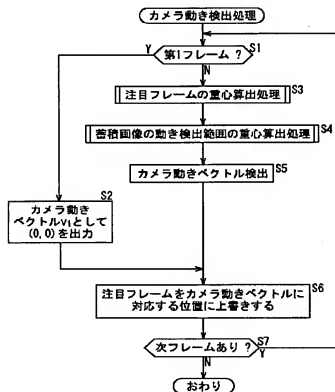 カメラ動き検出処理
S1
Y
第1フレーム ?
N
S3
注目フレームの重心算出処理
S4
蓄積画像の動き検出範囲の重心算出処理
S5
カメラ動きベクトル検出
S2
カメラ動き
ベクトルv₁として
(0,0)を出力
S6
注目フレームをカメラ動きベクトルに
対応する位置に上書きする
S7
次フレームあり ?
Y
N
おわり